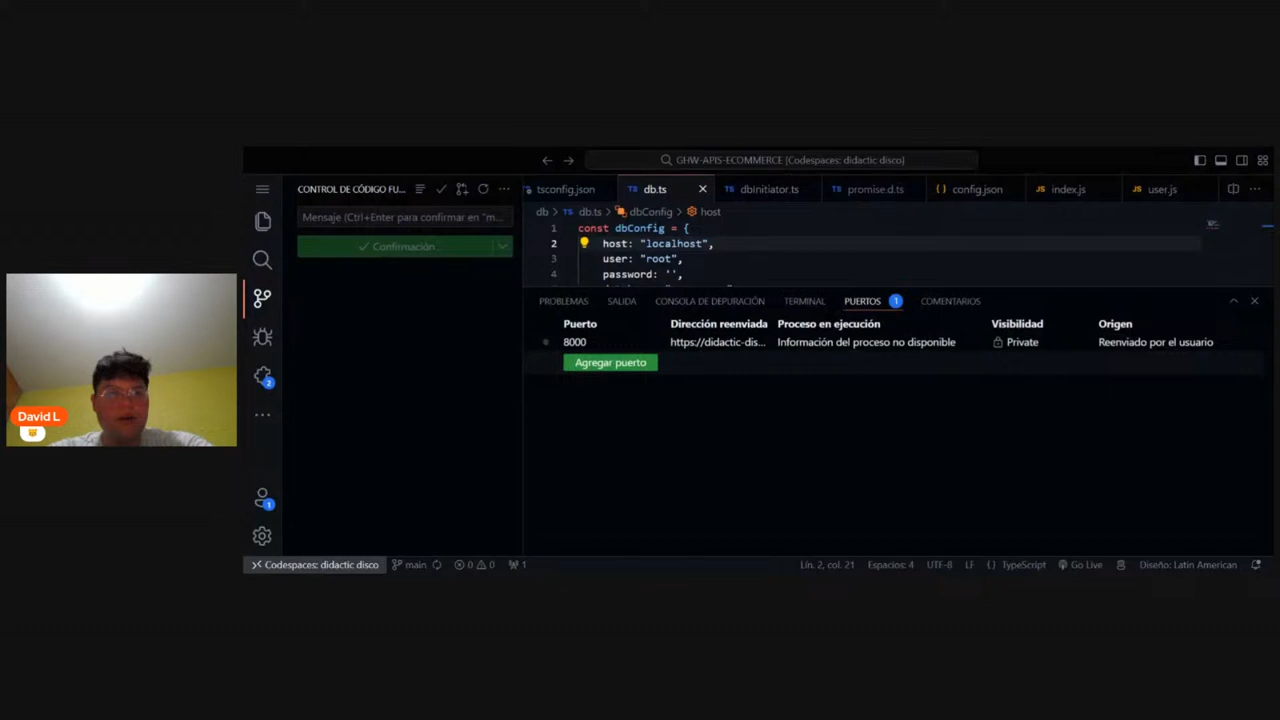 GHW-APIS-ECOMMERCE [Codespaces: didactic disco]
CONTROL DE CÓDIGO FU...
tsconfig.json
db.ts
dbInitiator.ts
promise.d.ts
config.json
index.js
user.js
Mensaje (Ctrl+Enter para confirmar en "m...
Confirmación...
db > db.ts > dbConfig > host
1 const dbConfig = {
2 host: "localhost",
3 user: "root",
4 password: '',
PROBLEMAS SALIDA CONSOLA DE DEPURACIÓN TERMINAL PUERTOS 1 COMENTARIOS
Puerto Dirección reenviada Proceso en ejecución Visibilidad Origen
8000 https://didactic-dis... Información del proceso no disponible Private Reenviado por el usuario
Agregar puerto
2
David L
1
Codespaces: didactic disco main 0 0 1 Lín. 2, col. 21 Espacios: 4 UTF-8 LF {} TypeScript Go Live Diseño: Latin American